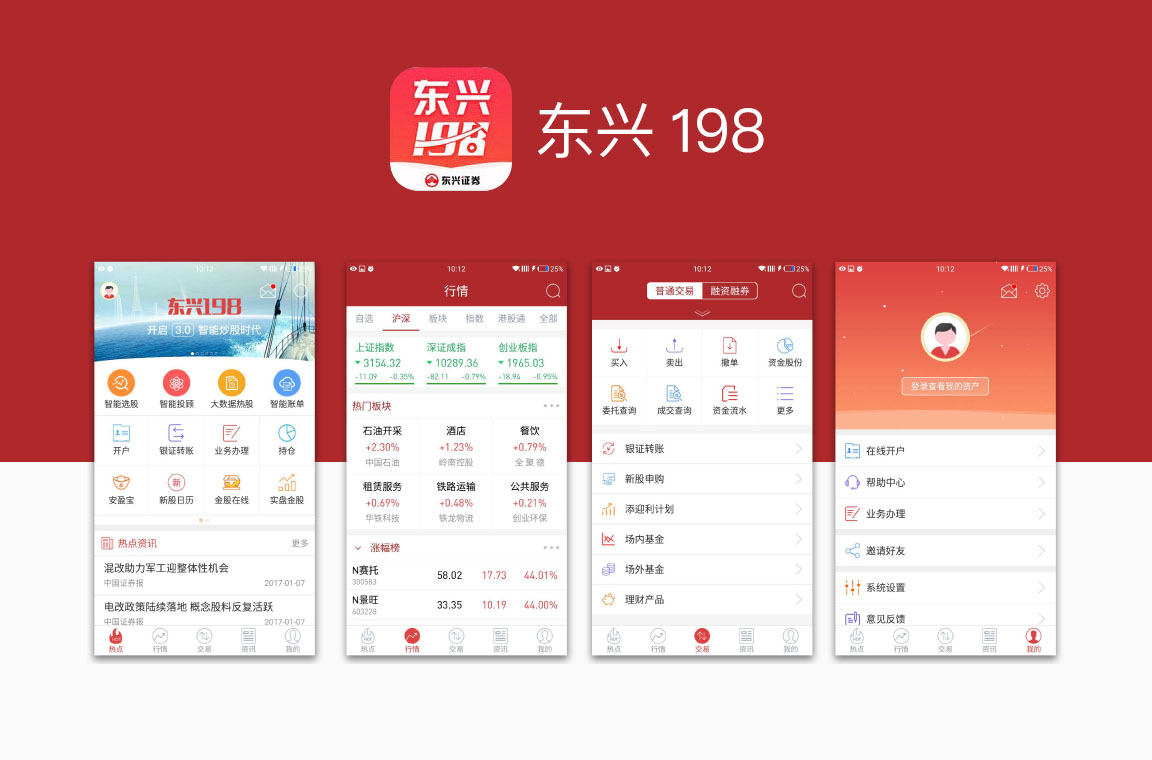 东兴
198
东兴证券
东兴 198
10:12
东兴198
开启 3.0 智能炒股时代
智能选股 智能投顾 大数据热股 智能账单
开户 银证转账 业务办理 持仓
新
安盈宝 新股日历 金股在线 实盘金股
热点资讯 更多
混改助力军工迎整体性机会
中国证券报 2017-01-07
电改政策陆续落地 概念股料反复活跃
中国证券报 2017-01-07
HOT
热点 行情 交易 资讯 我的
10:12 25%
行情
自选 沪深 板块 指数 港股通 全部
上证指数 深证成指 创业板指
3154.32 10289.36 1965.03
-11.09 -0.35% -82.11 -0.79% -18.94 -0.95%
热门板块
石油开采 酒店 餐饮
+2.30% +1.23% +0.79%
中国石油 岭南控股 全聚德
租赁服务 铁路运输 公共服务
+0.69% +0.48% +0.21%
华铁科技 铁龙物流 创业环保
涨幅榜
N赛托 58.02 17.73 44.01%
300583
N景旺 33.35 10.19 44.00%
603228
热点 行情 交易 资讯 我的
10:12 25%
普通交易 融资融券
买入 卖出 撤单 资金股份
委托查询 成交查询 资金流水 更多
银证转账
新股申购
添迎利计划
场内基金
场外基金
理财产品
热点 行情 交易 资讯 我的
10:12 25%
登录查看我的资产
在线开户
帮助中心
业务办理
邀请好友
系统设置
意见反馈
热点 行情 交易 资讯 我的